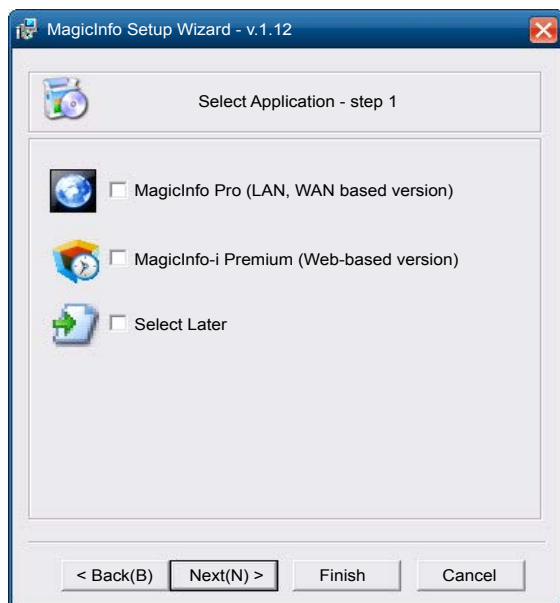 MagicInfo Setup Wizard - v.1.12
Select Application - step 1
MagicInfo Pro (LAN, WAN based version)
MagicInfo-i Premium (Web-based version)
Select Later
< Back(B) Next(N) > Finish Cancel